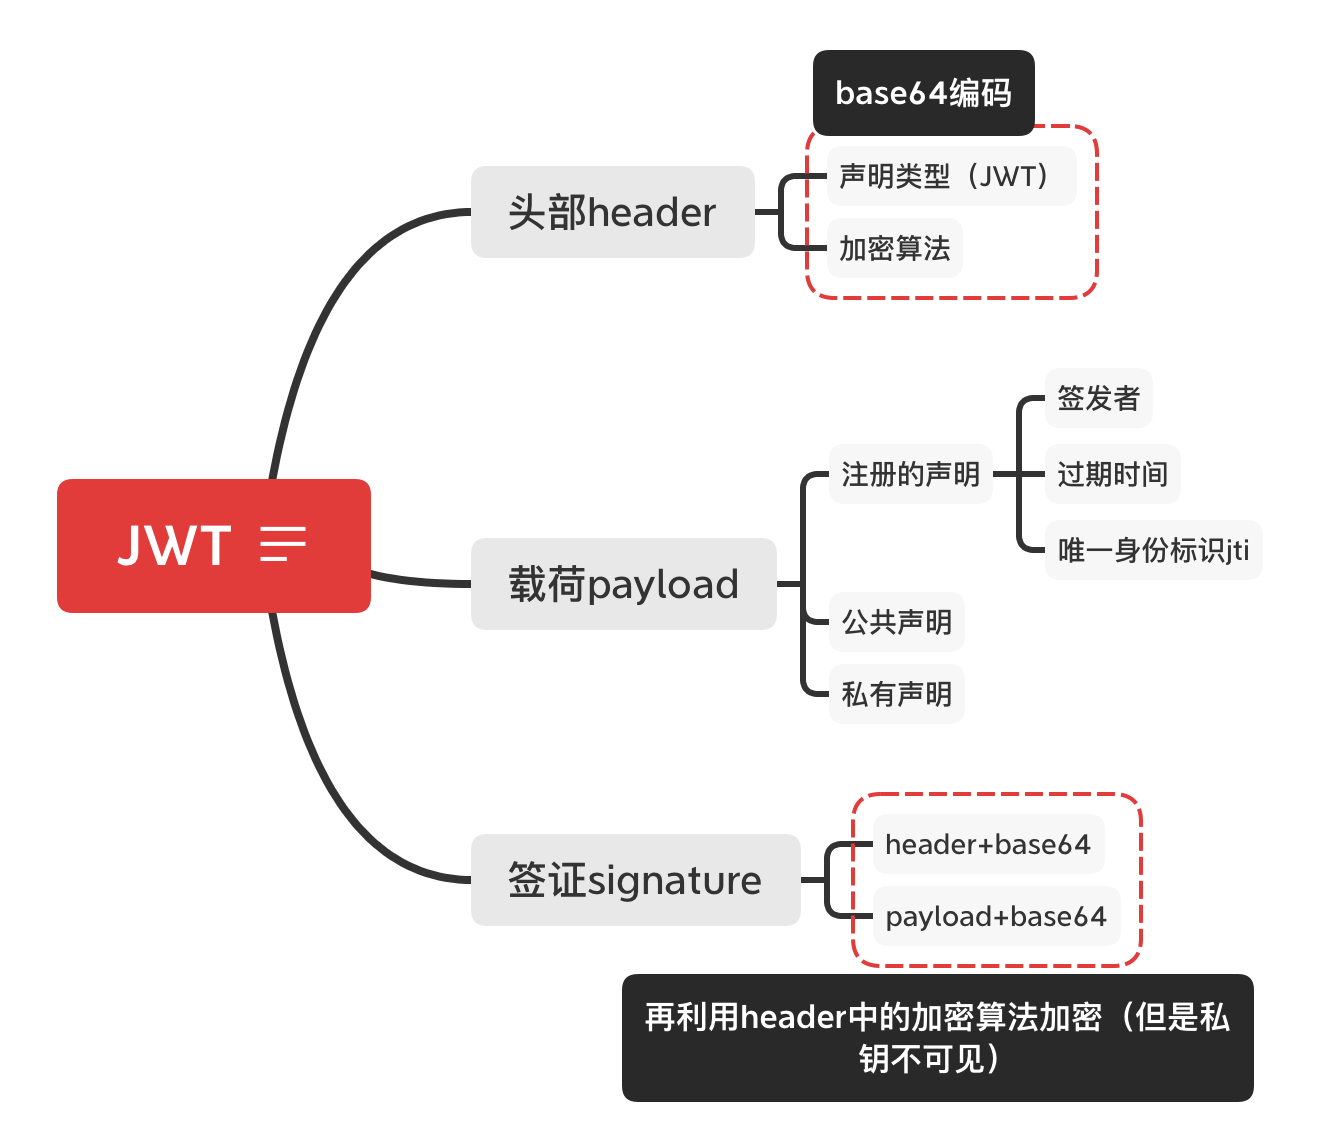 base64编码
声明类型（JWT）
头部header
加密算法
签发者
注册的声明
过期时间
唯一身份标识jti
JWT
载荷payload
公共声明
私有声明
签证signature
header+base64
payload+base64
再利用header中的加密算法加密（但是私
钥不可见）